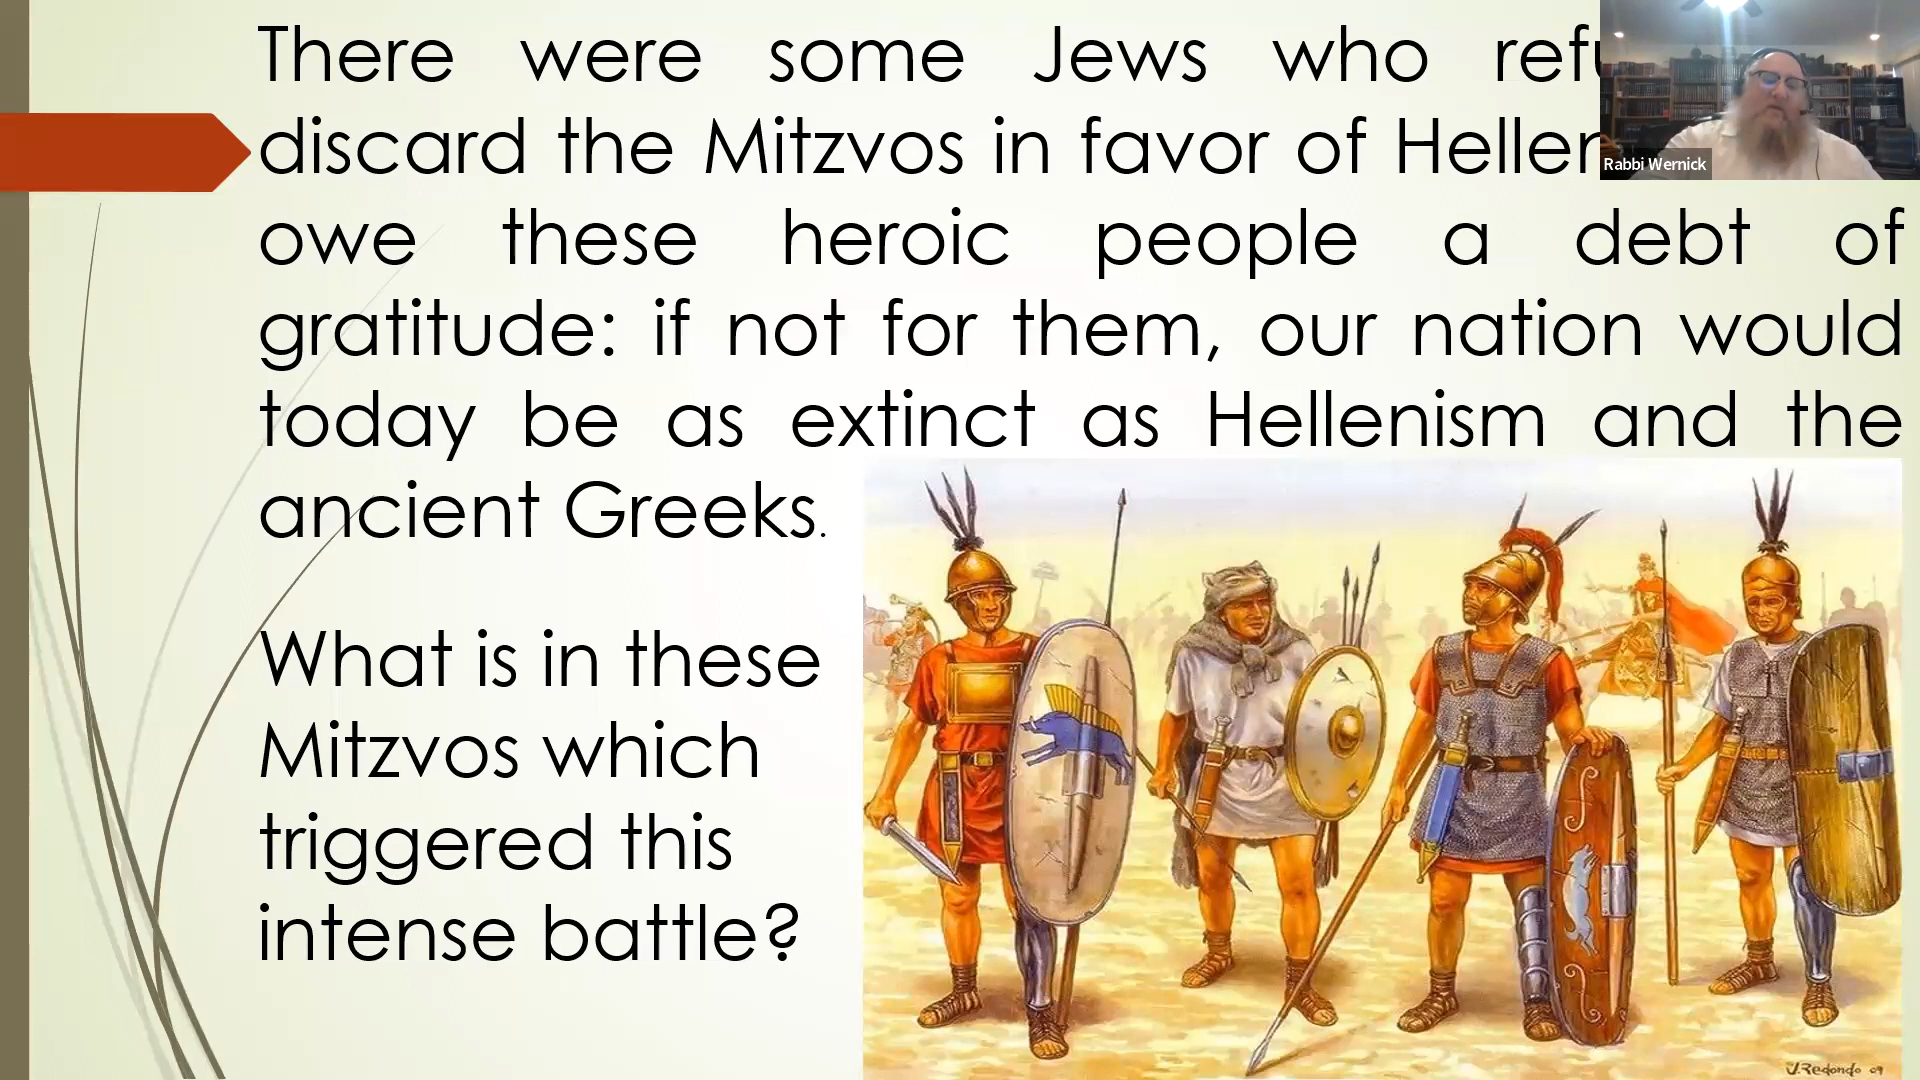 There were some Jews who
discard the Mitzvos in favor of
owe these heroic people a debt of
gratitude: if not for them, our nation would
today be as extinct as Hellenism and the
ancient Greeks.
What is in these
Mitzvos which
triggered this
intense battle?
Rabbi Wernick
J.Redondo 09